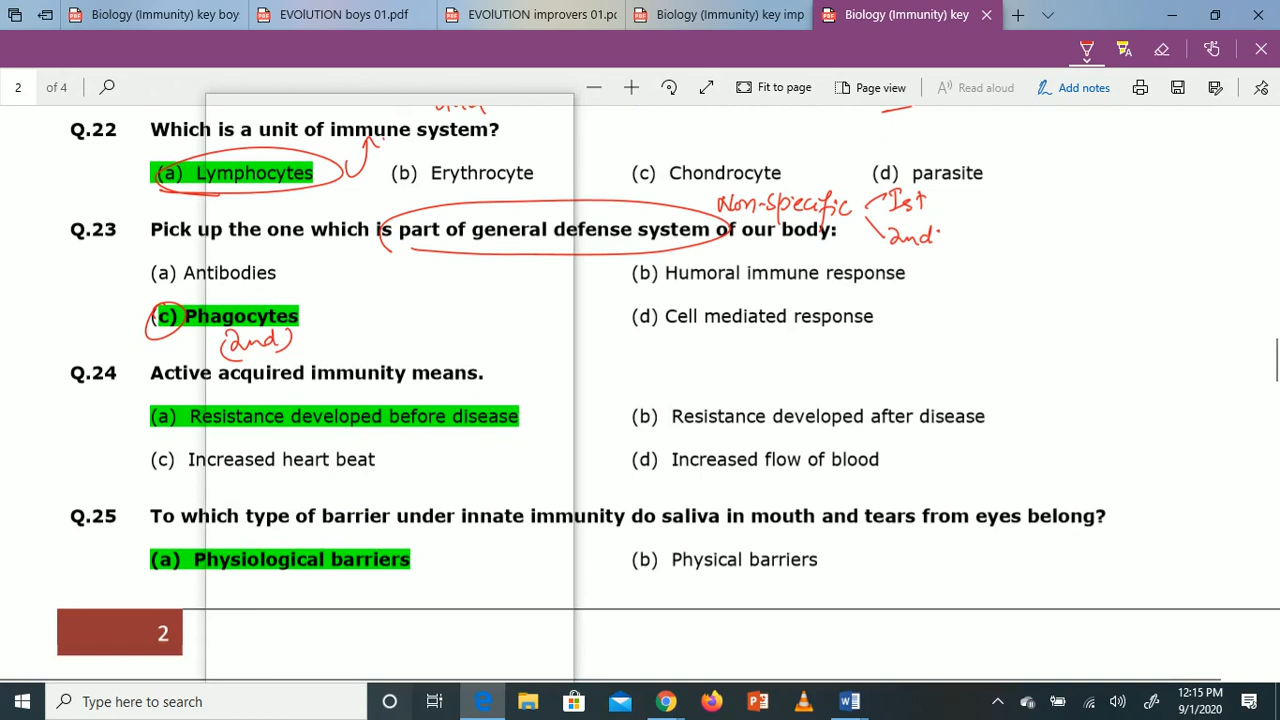 Biology (Immunity) key boy
EVOlUTION boys 01.pdf
EVOlUTION improvers 01.p
Biology (Immunity) key imp
Biology (Immunity) key
2 of 4
Fit to page
Page view
Read aloud
Add notes
Q.22 Which is a unit of immune system?
(a) Lymphocytes (b) Erythrocyte (c) Chondrocyte (d) parasite
Non-specific Ist
2nd
Q.23 Pick up the one which is part of general defense system of our body:
(a) Antibodies (b) Humoral immune response
(c) Phagocytes (d) Cell mediated response
(2nd)
Q.24 Active acquired immunity means.
(a) Resistance developed before disease (b) Resistance developed after disease
(c) Increased heart beat (d) Increased flow of blood
Q.25 To which type of barrier under innate immunity do saliva in mouth and tears from eyes belong?
(a) Physiological barriers (b) Physical barriers
2
Type here to search
12:15 PM
9/1/2020